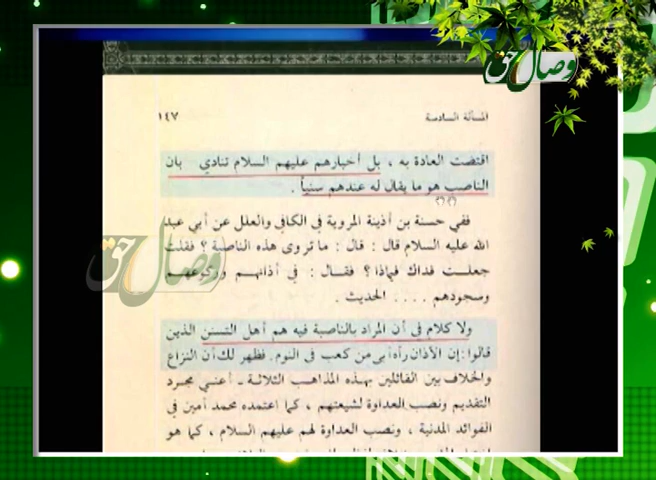 وصال حق
المسألة السادسة ١٤٧
اقتضت العادة به ، بل أخبارهم عليهم السلام تنادي بان
الناصب هو ما يقال له عندهم سنياً .
ففي حسنة بن أذينة المروية في الكافي والعلل عن أبي عبد
الله عليه السلام قال : قال : ما تروى هذه الناصبة ؟ فقلت
جعلت فداك فيماذا ؟ فقال : في أذانهم وركوعهم
وسجودهم .... الحديث .
وصال حق
ولا كلام في أن المراد بالناصبة فيه هم أهل التسنن الذين
قالوا : إن الأذان رآه أبي من كعب في النوم . فظهر لك أن النزاع
والخلاف بين القائلين بهذه المذاهب الثلاثة ـ أعني مجرد
التقديم ونصب العداوة لشيعتهم ، كما اعتمده محمد أمين في
الفوائد المدنية ، ونصب العداوة لهم عليهم السلام ، كما هو